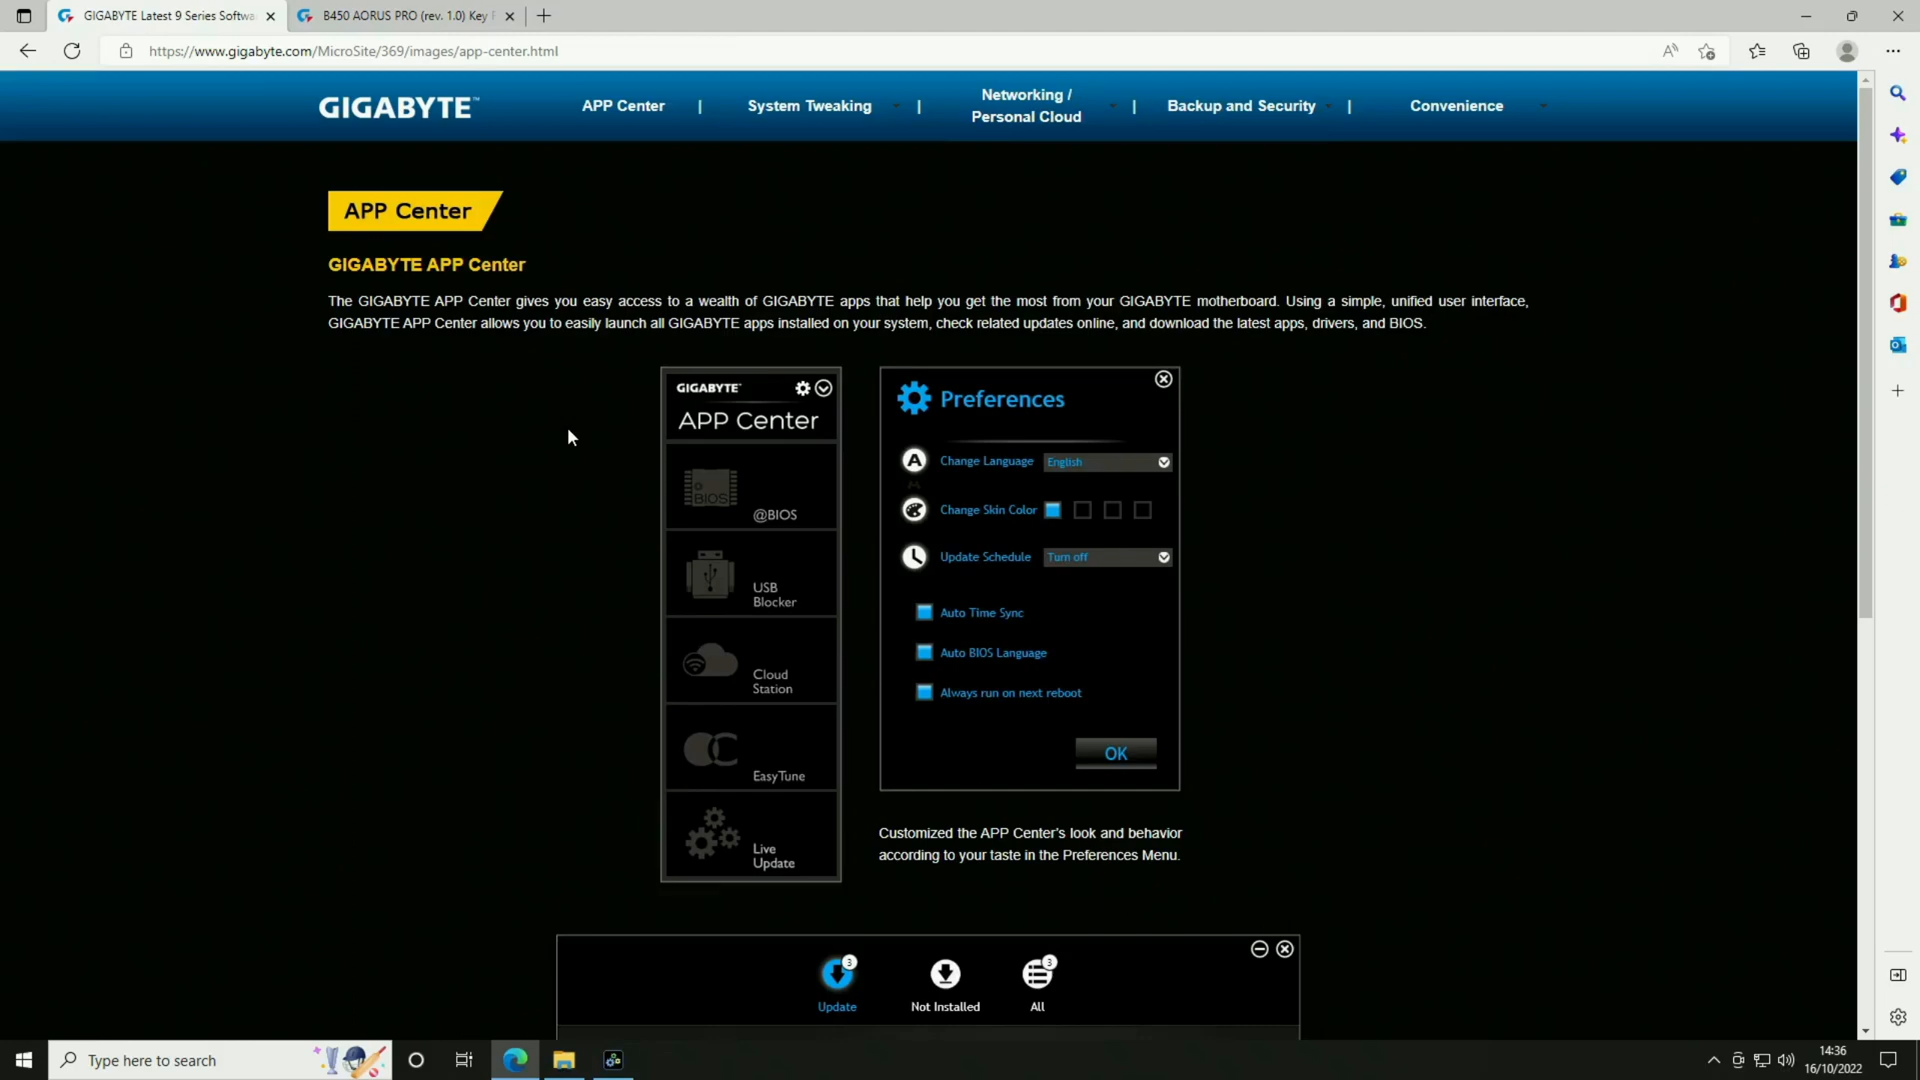 GIGABYTE Latest 9 Series Softwa
B450 AORUS PRO (rev. 1.0) Key F
https://www.gigabyte.com/MicroSite/369/images/app-center.html
GIGABYTE™
APP Center
|
System Tweaking
|
Networking /
Personal Cloud
|
Backup and Security
|
Convenience
APP Center
GIGABYTE APP Center
The GIGABYTE APP Center gives you easy access to a wealth of GIGABYTE apps that help you get the most from your GIGABYTE motherboard. Using a simple, unified user interface,
GIGABYTE APP Center allows you to easily launch all GIGABYTE apps installed on your system, check related updates online, and download the latest apps, drivers, and BIOS.
GIGABYTE™
APP Center
BIOS
@BIOS
USB
Blocker
Cloud
Station
EasyTune
Live
Update
Preferences
A
Change Language
English
Change Skin Color
Update Schedule
Turn off
Auto Time Sync
Auto BIOS Language
Always run on next reboot
OK
Customized the APP Center's look and behavior
according to your taste in the Preferences Menu.
3
Update
Not Installed
3
All
Type here to search
14:36
16/10/2022